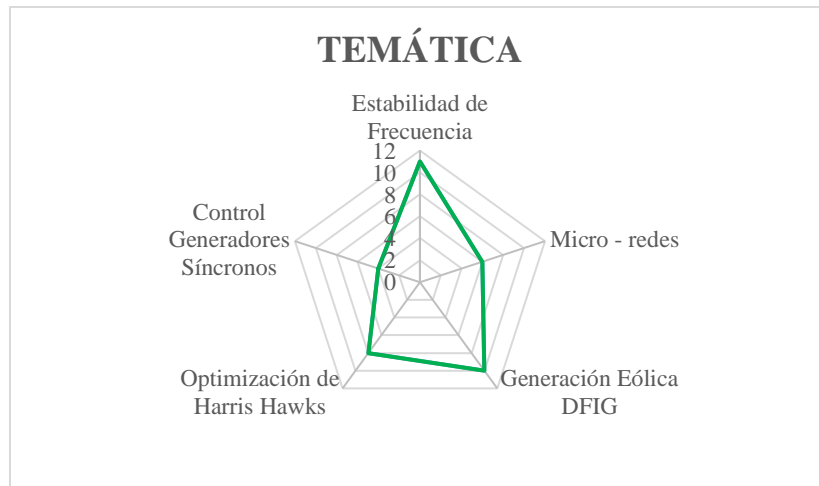 TEMÁTICA
Estabilidad de
Frecuencia
12
10
8
6
4
2
0
Micro - redes
Generación Eólica
DFIG
Optimización de
Harris Hawks
Control
Generadores
Síncronos